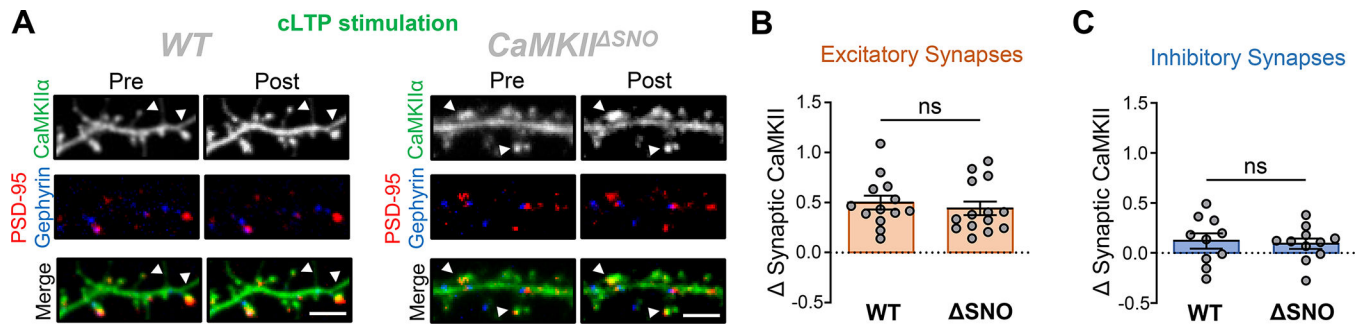 A
cLTP stimulation
WT
CaMKIIΔSNO
Pre
Post
Pre
Post
CaMKIIα
CaMKIIα
PSD-95
Gephyrin
PSD-95
Gephyrin
Merge
Merge
B
Excitatory Synapses
Δ Synaptic CaMKII
1.5
1.0
0.5
0.0
-0.5
ns
WT
ΔSNO
C
Inhibitory Synapses
Δ Synaptic CaMKII
1.5
1.0
0.5
0.0
-0.5
ns
WT
ΔSNO